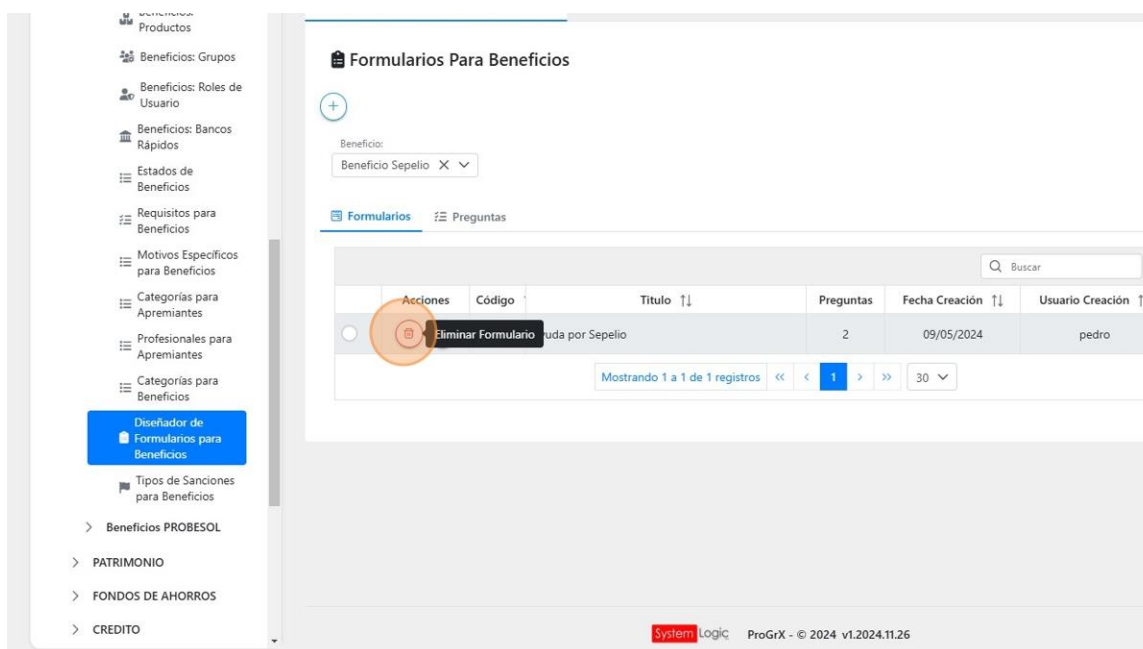 Productos
Beneficios: Grupos
Beneficios: Roles de
Usuario
Beneficios: Bancos
Rápidos
Estados de
Beneficios
Requisitos para
Beneficios
Motivos Específicos
para Beneficios
Categorías para
Apremiantes
Profesionales para
Apremiantes
Categorías para
Beneficios
Diseñador de
Formularios para
Beneficios
Tipos de Sanciones
para Beneficios
Beneficios PROBESOL
PATRIMONIO
FONDOS DE AHORROS
CREDITO
Formularios Para Beneficios
Beneficio:
Beneficio Sepelio
Formularios Preguntas
Buscar
Acciones Código Titulo Preguntas Fecha Creación Usuario Creación
Eliminar Formulario uda por Sepelio 2 09/05/2024 pedro
Mostrando 1 a 1 de 1 registros << < 1 > >> 30
System Logic ProGrX - © 2024 v1.2024.11.26